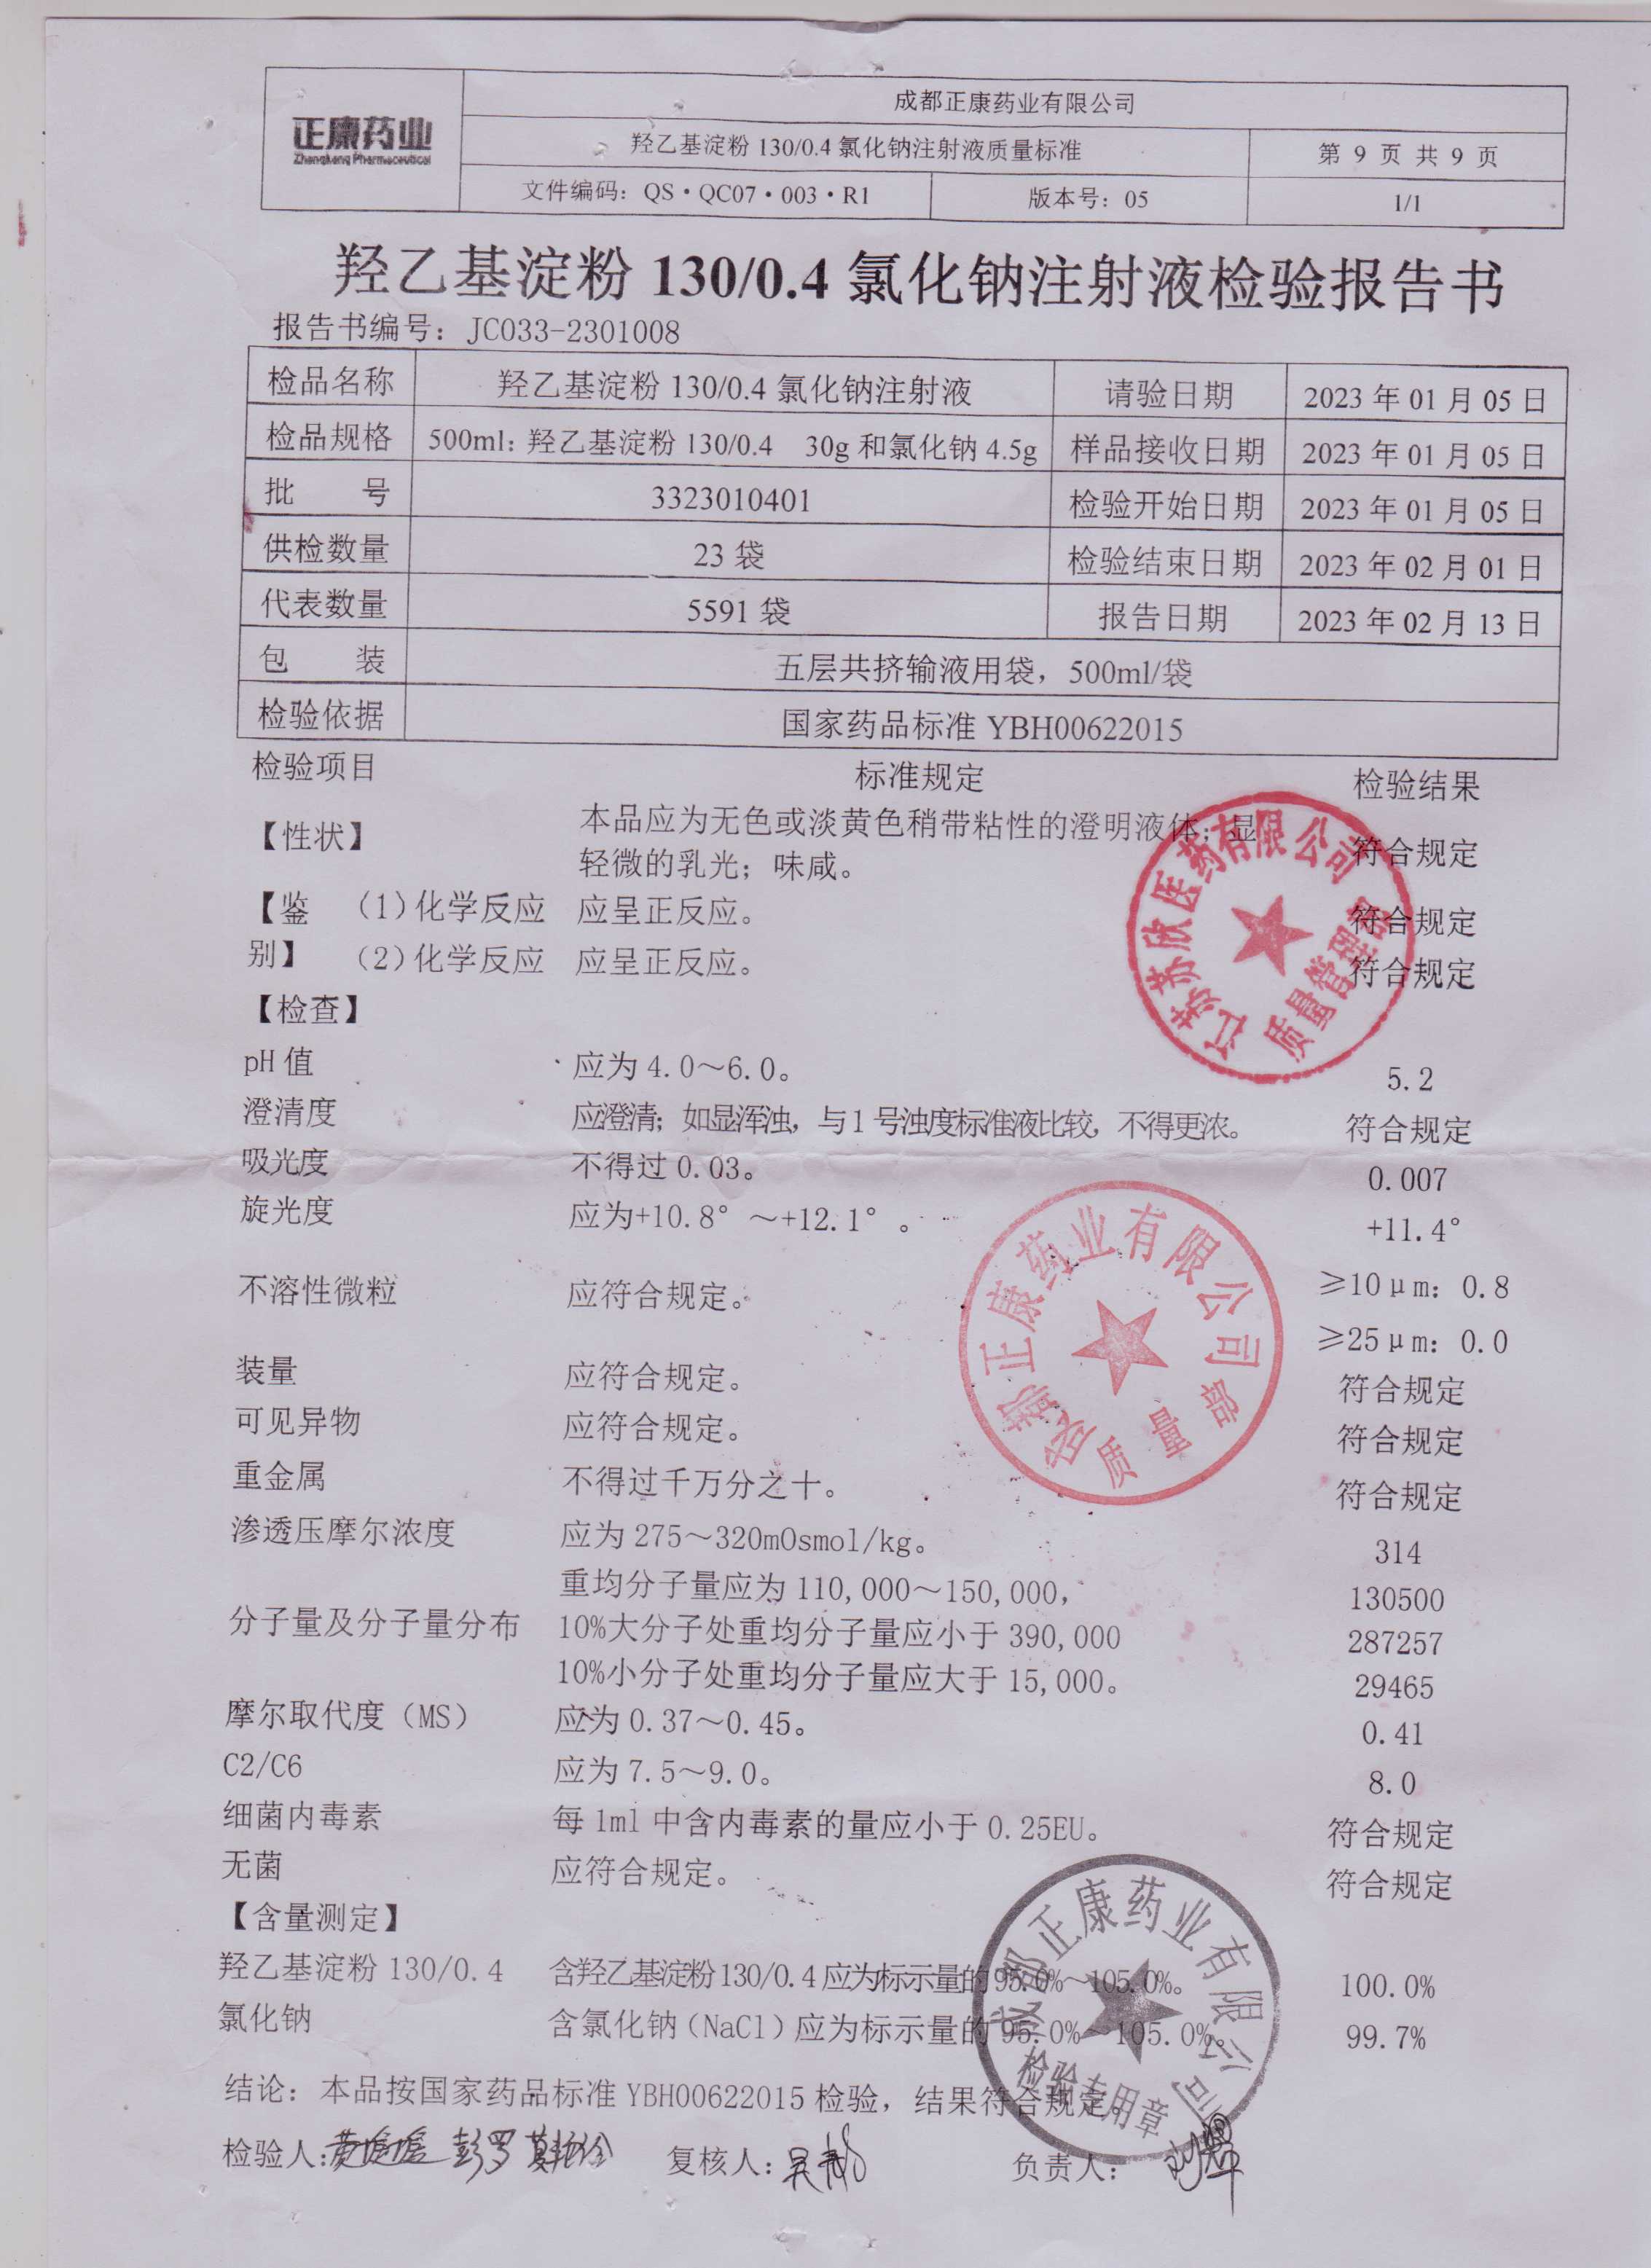 正康药业
Zhengkang Pharmaceutical
成都正康药业有限公司
羟乙基淀粉 130/0.4 氯化钠注射液质量标准
第 9 页 共 9 页
文件编码：QS·QC07·003·R1
版本号：05
1/1
羟乙基淀粉 130/0.4 氯化钠注射液检验报告书
报告书编号：JC033-2301008
检品名称 羟乙基淀粉 130/0.4 氯化钠注射液 请验日期 2023 年 01 月 05 日
检品规格 500ml：羟乙基淀粉 130/0.4 30g 和氯化钠 4.5g 样品接收日期 2023 年 01 月 05 日
批 号 3323010401 检验开始日期 2023 年 01 月 05 日
供检数量 23 袋 检验结束日期 2023 年 02 月 01 日
代表数量 5591 袋 报告日期 2023 年 02 月 13 日
包 装 五层共挤输液用袋，500ml/袋
检验依据 国家药品标准 YBH00622015
检验项目 标准规定 检验结果
【性状】 本品应为无色或淡黄色稍带粘性的澄明液体；显
轻微的乳光；味咸。 符合规定
【鉴 （1）化学反应 应呈正反应。 符合规定
别】 （2）化学反应 应呈正反应。 符合规定
【检查】
pH 值 应为 4.0～6.0。 5.2
澄清度 应澄清；如显浑浊，与 1 号浊度标准液比较，不得更浓。 符合规定
吸光度 不得过 0.03。 0.007
旋光度 应为+10.8°～+12.1°。 +11.4°
不溶性微粒 应符合规定。 ≥10μm：0.8
≥25μm：0.0
装量 应符合规定。 符合规定
可见异物 应符合规定。 符合规定
重金属 不得过千万分之十。 符合规定
渗透压摩尔浓度 应为 275～320mOsmol/kg。 314
重均分子量应为 110,000～150,000， 130500
分子量及分子量分布 10%大分子处重均分子量应小于 390,000 287257
10%小分子处重均分子量应大于 15,000。 29465
摩尔取代度（MS） 应为 0.37～0.45。 0.41
C2/C6 应为 7.5～9.0。 8.0
细菌内毒素 每 1ml 中含内毒素的量应小于 0.25EU。 符合规定
无菌 应符合规定。 符合规定
【含量测定】
羟乙基淀粉 130/0.4 含羟乙基淀粉 130/0.4 应为标示量的 95.0%～105.0%。 100.0%
氯化钠 含氯化钠（NaCl）应为标示量的 95.0%～105.0%。 99.7%
结论：本品按国家药品标准 YBH00622015 检验，结果符合规定。
检验人： 彭罗 复核人： 负责人：
江苏苏欣医药有限公司
质量管理部
成都正康药业有限公司
质量部
成都正康药业有限公司
检验专用章